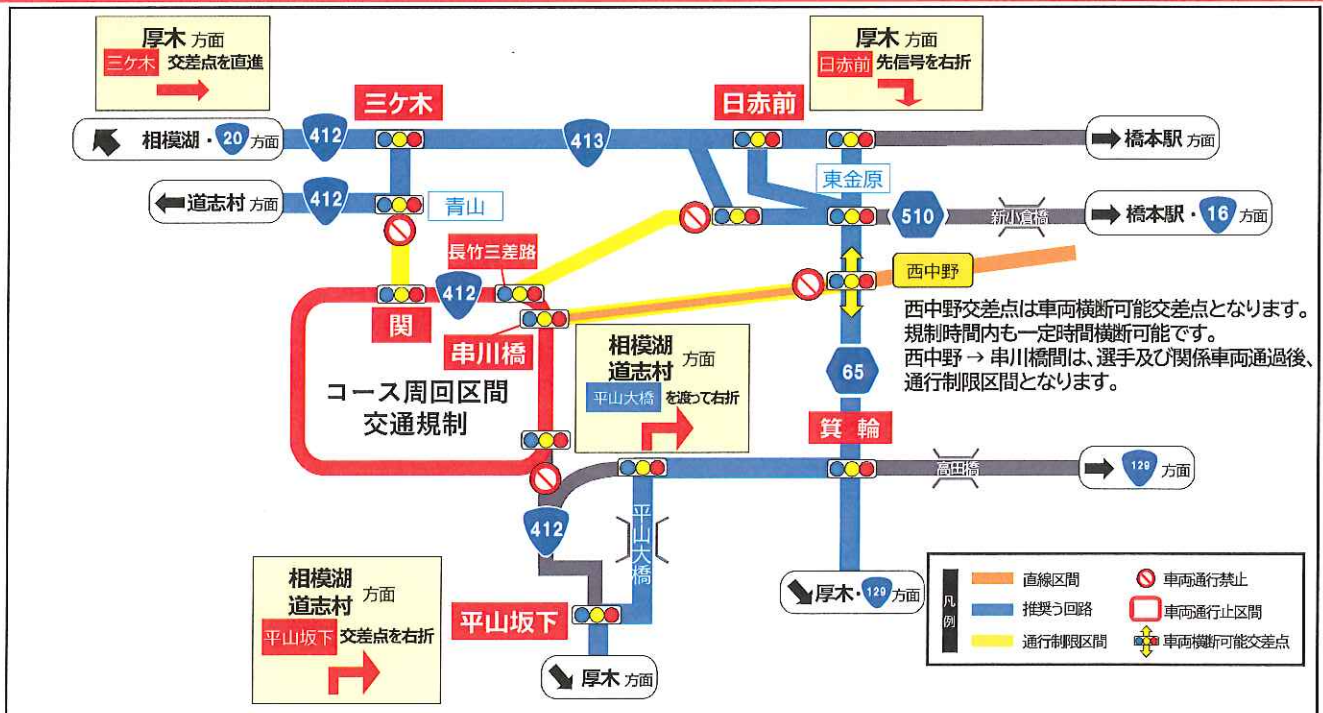 厚木 方面
三ケ木 交差点を直進
厚木 方面
日赤前 先信号を右折
三ケ木
日赤前
相模湖・20方面
412
413
橋本駅 方面
道志村 方面
412
青山
東金原
510
新小倉橋
橋本駅・16 方面
長竹三差路
西中野
関
412
串川橋
西中野交差点は車両横断可能交差点となります。
規制時間内も一定時間横断可能です。
西中野 → 串川橋間は、選手及び関係車両通過後、
通行制限区間となります。
相模湖
道志村 方面
平山大橋 を渡って右折
65
コース周回区間
交通規制
箕輪
高田橋
129 方面
412
平山大橋
相模湖
道志村 方面
平山坂下 交差点を右折
平山坂下
厚木 方面
厚木・129 方面
凡例
直線区間
車両通行禁止
推奨う回路
車両通行止区間
通行制限区間
車両横断可能交差点